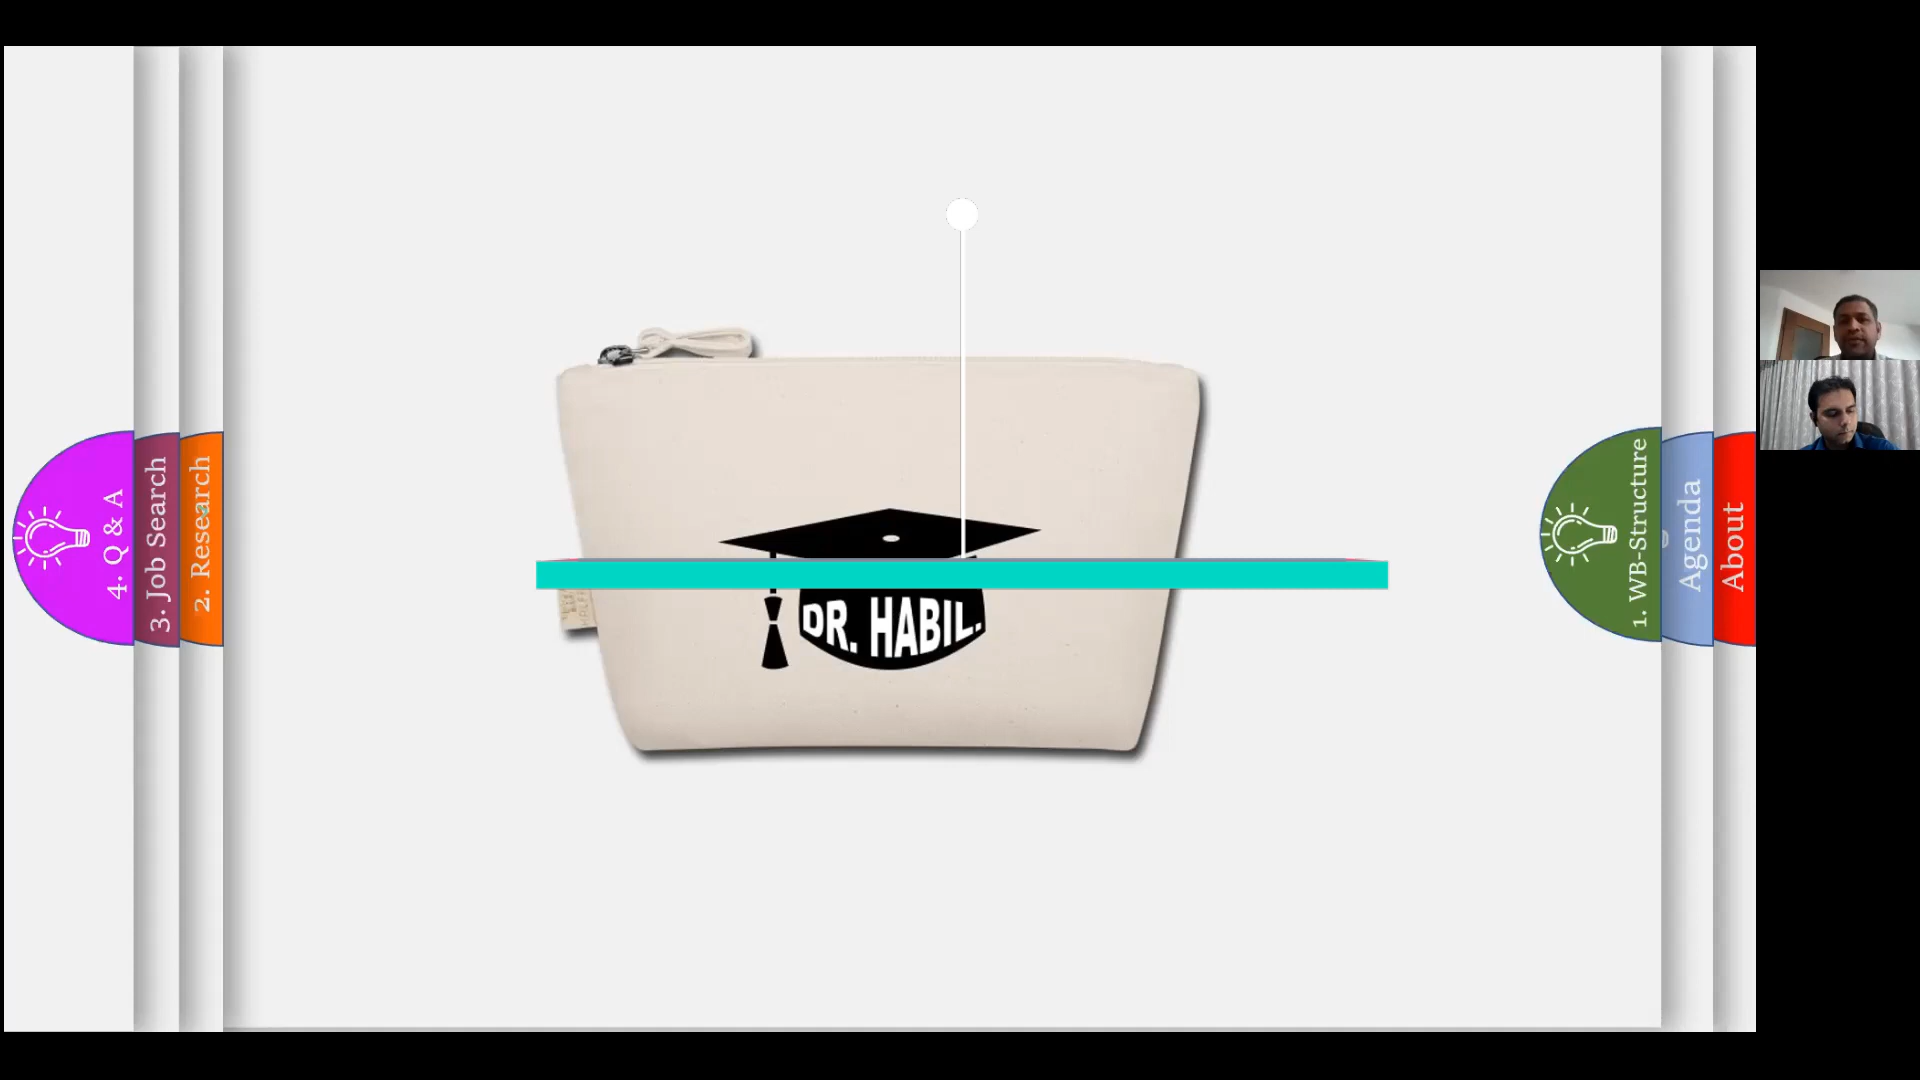 4. Q & A
3. Job Search
2. Research
DR. HABIL.
1. WB-Structure
Agenda
About